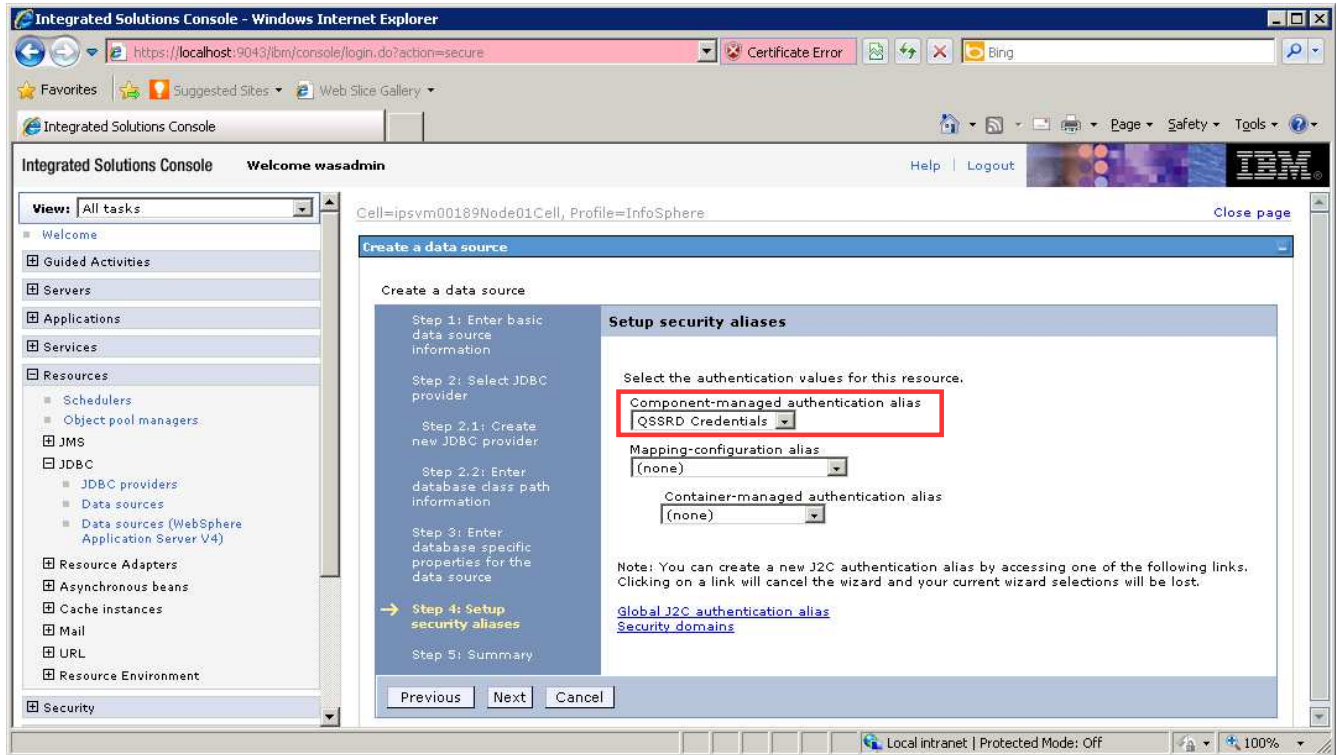 Integrated Solutions Console - Windows Internet Explorer
https://localhost:9043/ibm/console/login.do?action=secure
Certificate Error
Bing
Favorites
Suggested Sites
Web Slice Gallery
Integrated Solutions Console
Page
Safety
Tools
Integrated Solutions Console
Welcome wasadmin
Help | Logout
IBM
View: All tasks
Welcome
Guided Activities
Servers
Applications
Services
Resources
Schedulers
Object pool managers
JMS
JDBC
JDBC providers
Data sources
Data sources (WebSphere
Application Server V4)
Resource Adapters
Asynchronous beans
Cache instances
Mail
URL
Resource Environment
Security
Cell=ipsvm00189Node01Cell, Profile=InfoSphere
Close page
Create a data source
Create a data source
Step 1: Enter basic
data source
information
Step 2: Select JDBC
provider
Step 2.1: Create
new JDBC provider
Step 2.2: Enter
database class path
information
Step 3: Enter
database specific
properties for the
data source
Step 4: Setup
security aliases
Step 5: Summary
Setup security aliases
Select the authentication values for this resource.
Component-managed authentication alias
QSSRD Credentials
Mapping-configuration alias
(none)
Container-managed authentication alias
(none)
Note: You can create a new J2C authentication alias by accessing one of the following links.
Clicking on a link will cancel the wizard and your current wizard selections will be lost.
Global J2C authentication alias
Security domains
Previous
Next
Cancel
Local intranet | Protected Mode: Off
100%